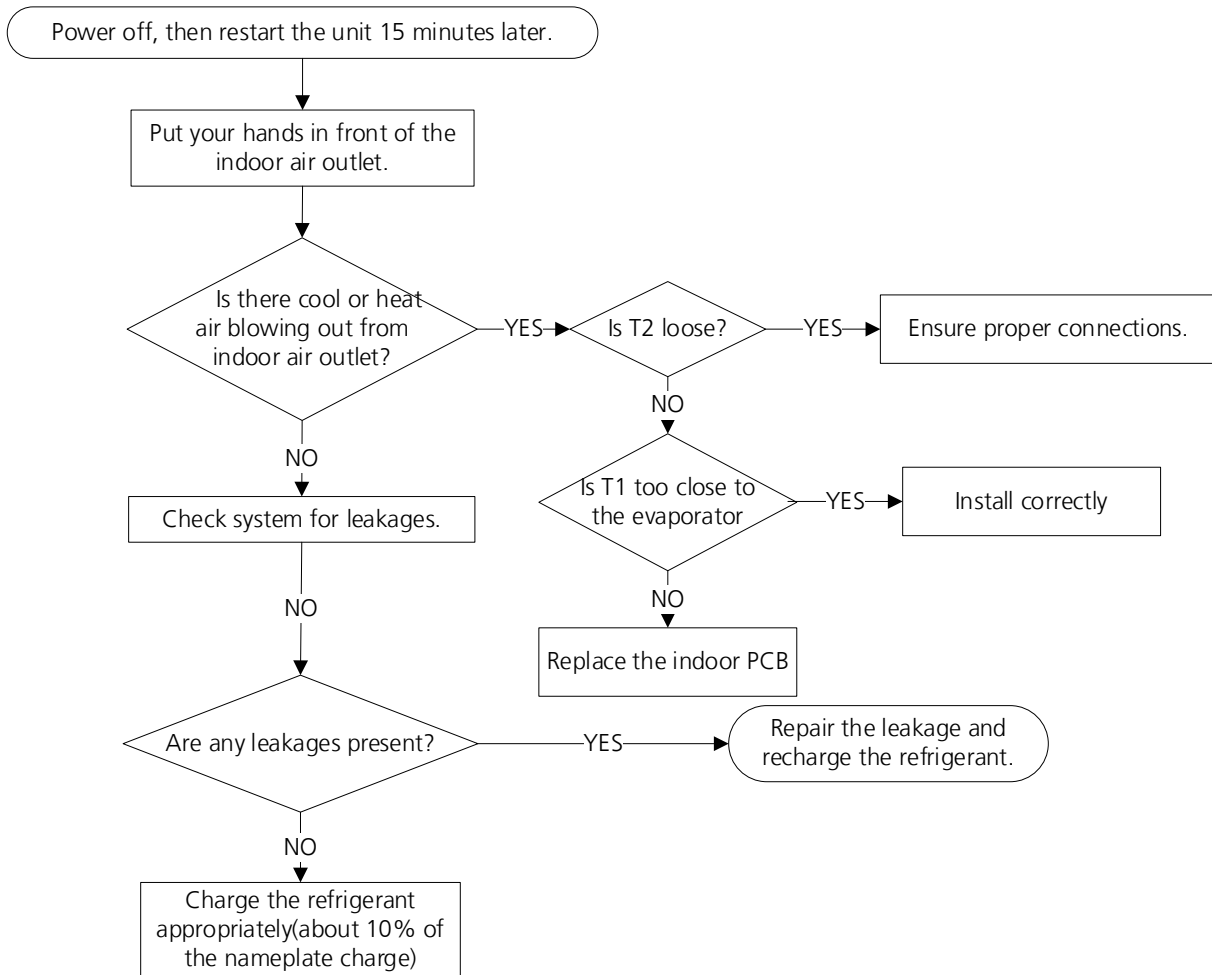 Power off, then restart the unit 15 minutes later.
Put your hands in front of the
indoor air outlet.
Is there cool or heat
air blowing out from
indoor air outlet?
YES
Is T2 loose?
YES
Ensure proper connections.
NO
NO
Is T1 too close to
the evaporator
YES
Install correctly
Check system for leakages.
NO
NO
Replace the indoor PCB
Are any leakages present?
YES
Repair the leakage and
recharge the refrigerant.
NO
Charge the refrigerant
appropriately(about 10% of
the nameplate charge)